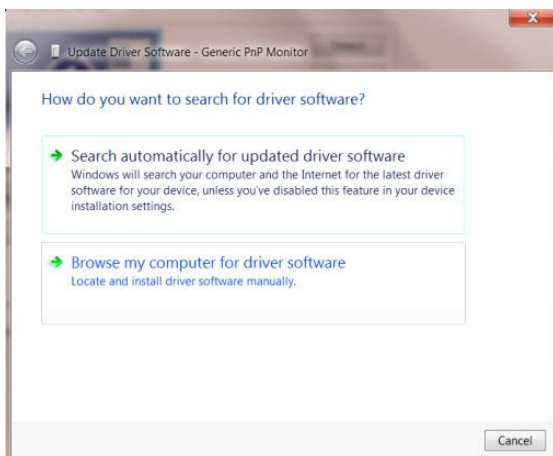 Update Driver Software - Generic PnP Monitor
How do you want to search for driver software?
Search automatically for updated driver software
Windows will search your computer and the Internet for the latest driver
software for your device, unless you've disabled this feature in your device
installation settings.
Browse my computer for driver software
Locate and install driver software manually.
Cancel